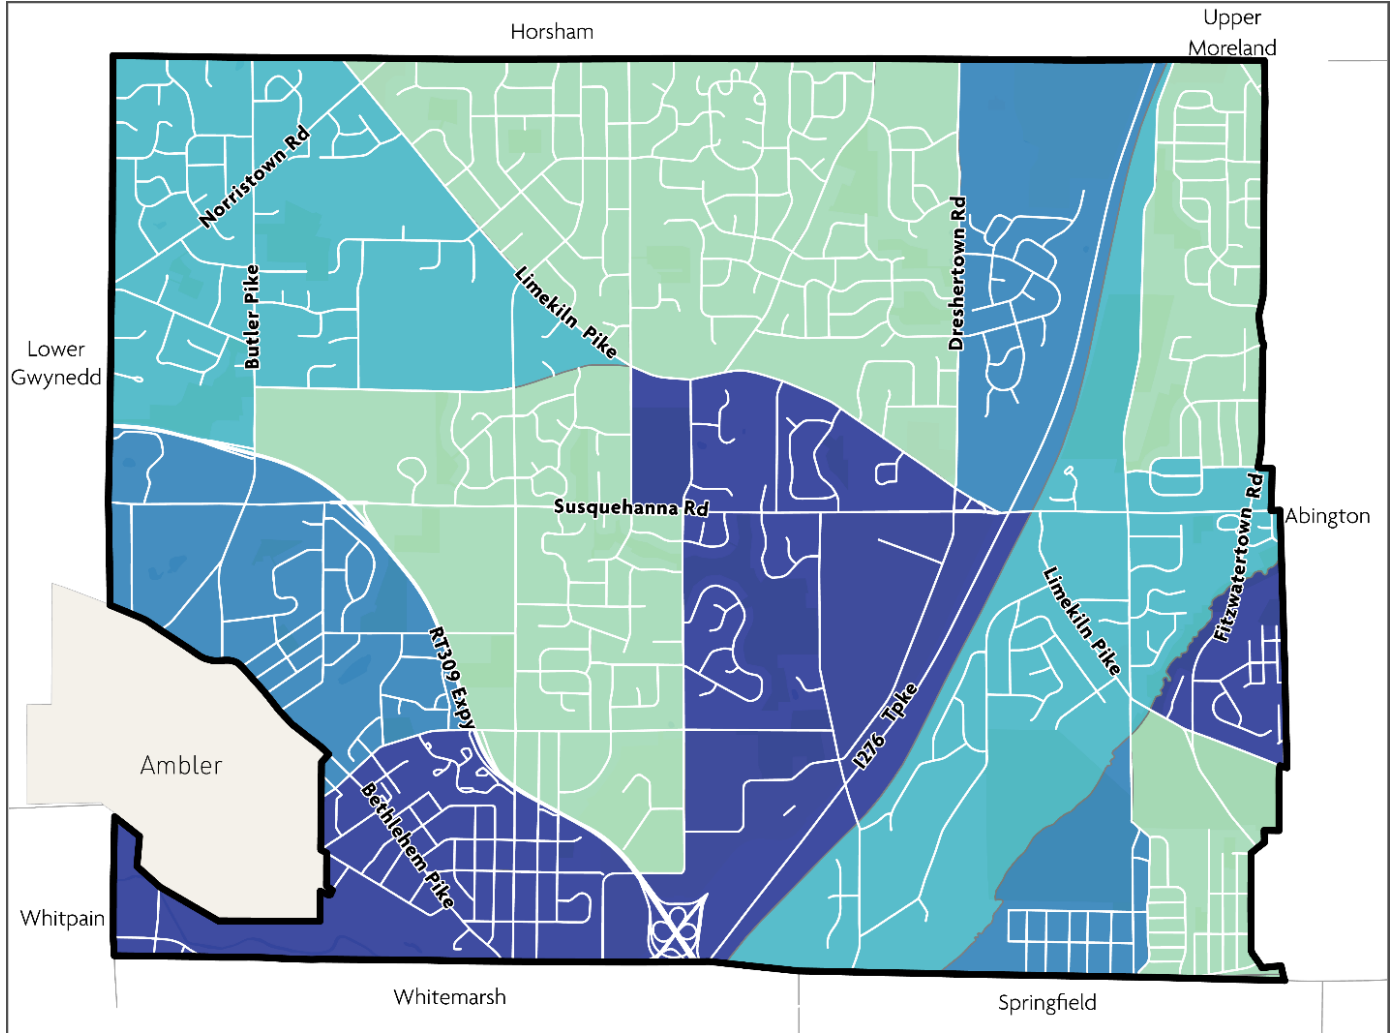 Horsham
Upper
Moreland
Norristown Rd
Butler Pike
Limekiln Pike
Dreshertown Rd
Lower
Gwynedd
Susquehanna Rd
Fitzwatertown Rd
Abington
Limekiln Pike
RT309 Expy
I276 Tpke
Ambler
Bethlehem Pike
Whitpain
Whitemarsh
Springfield